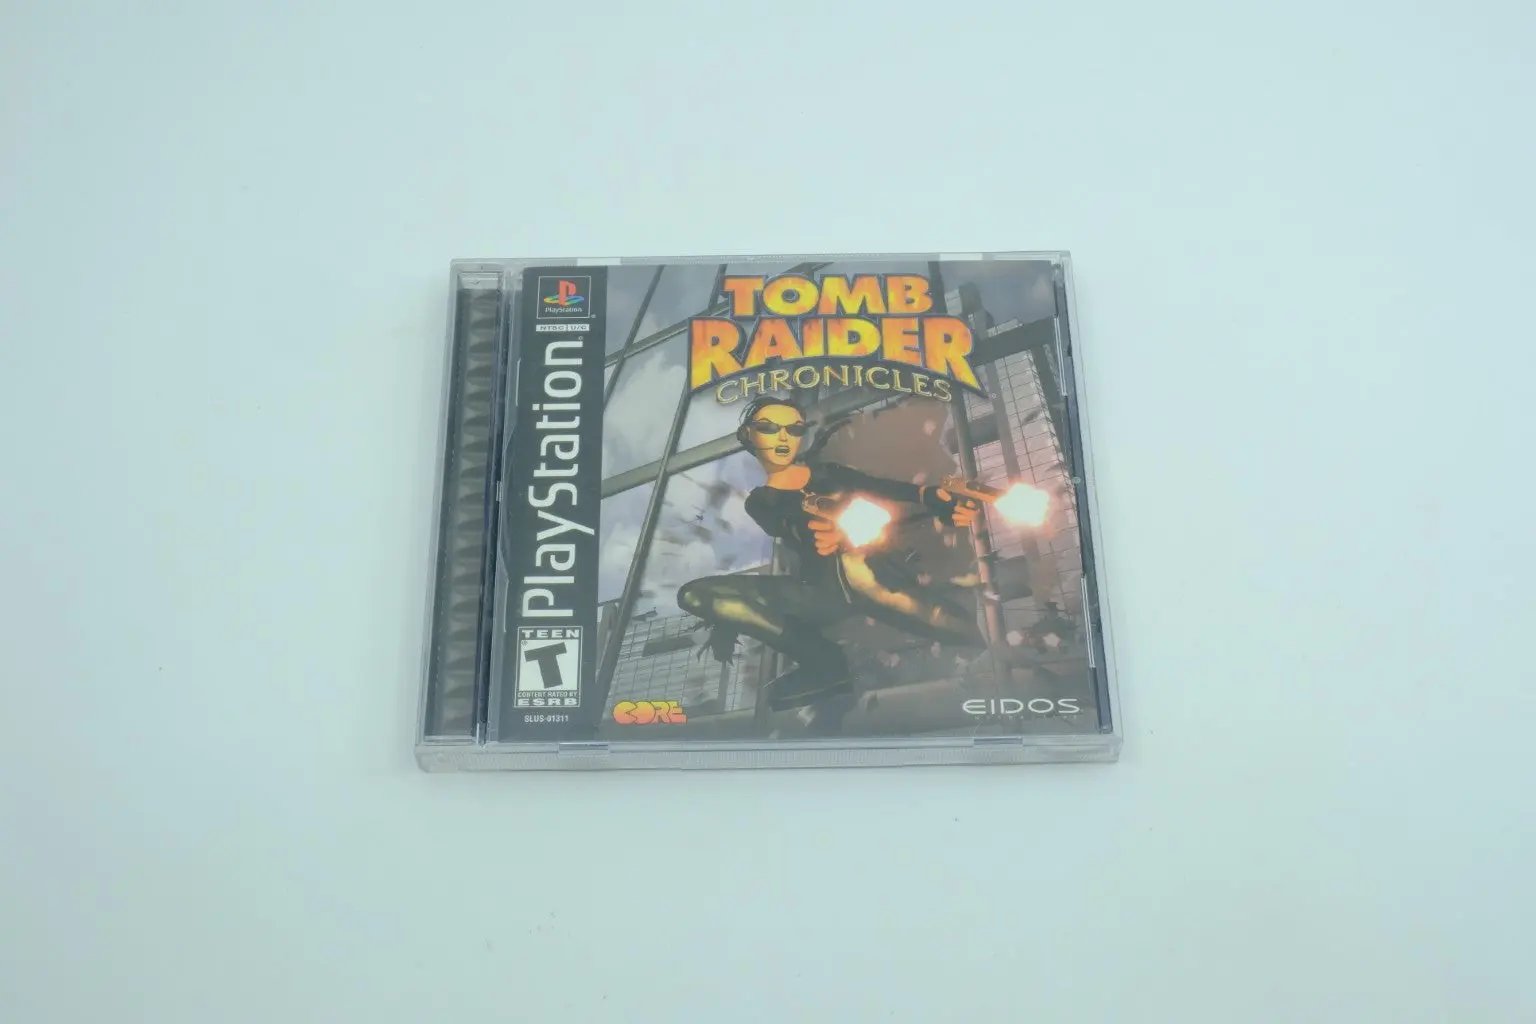 PlayStation
NTSC U/C
PlayStation
TEEN
T
CONTENT RATED BY
ESRB
SLUS-01311
TOMB
RAIDER
CHRONICLES
CORE
EIDOS